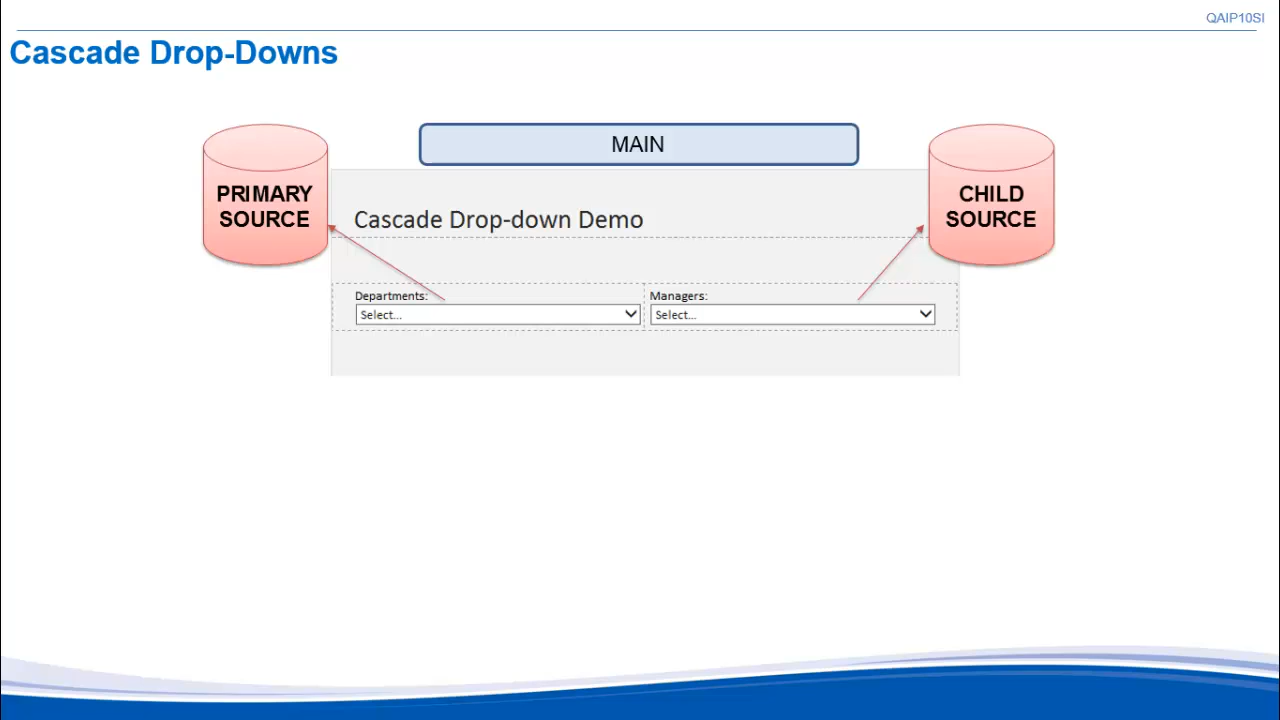 QAIP10SI
Cascade Drop-Downs
MAIN
PRIMARY
SOURCE
CHILD
SOURCE
Cascade Drop-down Demo
Departments:
Managers:
Select...
Select...